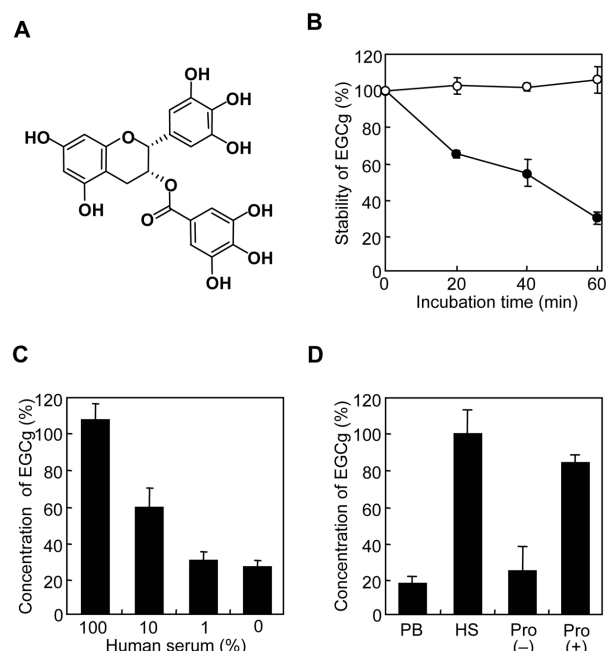 A
OH
OH
OH
HO
O
O
O
OH
OH
OH
OH
B
Stability of EGCg (%)
120
100
80
60
40
20
0
0 20 40 60
Incubation time (min)
C
Concentration of EGCg (%)
120
100
80
60
40
20
0
100 10 1 0
Human serum (%)
D
Concentration of EGCg (%)
120
100
80
60
40
20
0
PB HS Pro Pro
(−) (+)